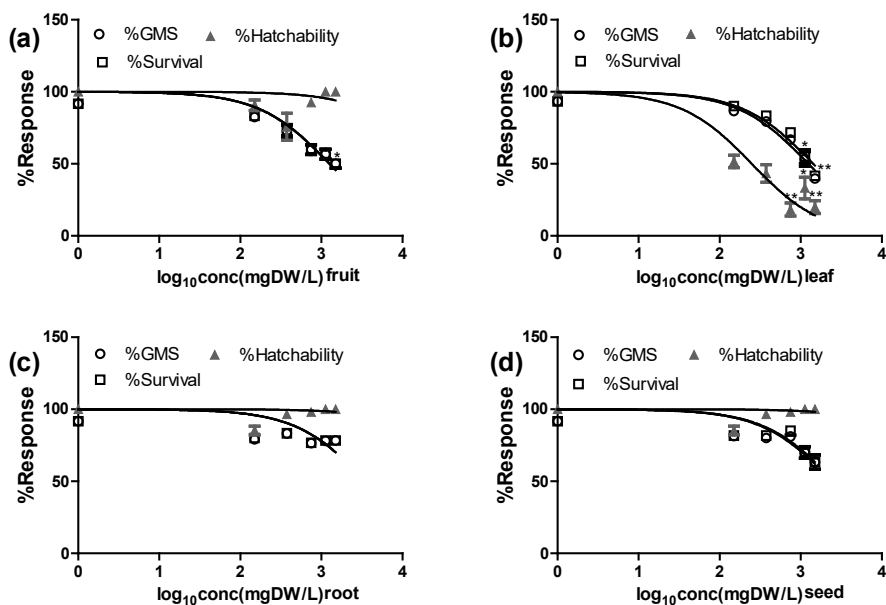 (a)
%GMS %Hatchability
%Survival
150
100
50
0
%Response
* 
0 1 2 3 4
log10conc(mgDW/L)fruit
(b)
%GMS %Hatchability
%Survival
150
100
50
0
%Response
*
**
*
**
**
0 1 2 3 4
log10conc(mgDW/L)leaf
(c)
%GMS %Hatchability
%Survival
150
100
50
0
%Response
0 1 2 3 4
log10conc(mgDW/L)root
(d)
%GMS %Hatchability
%Survival
150
100
50
0
%Response
0 1 2 3 4
log10conc(mgDW/L)seed